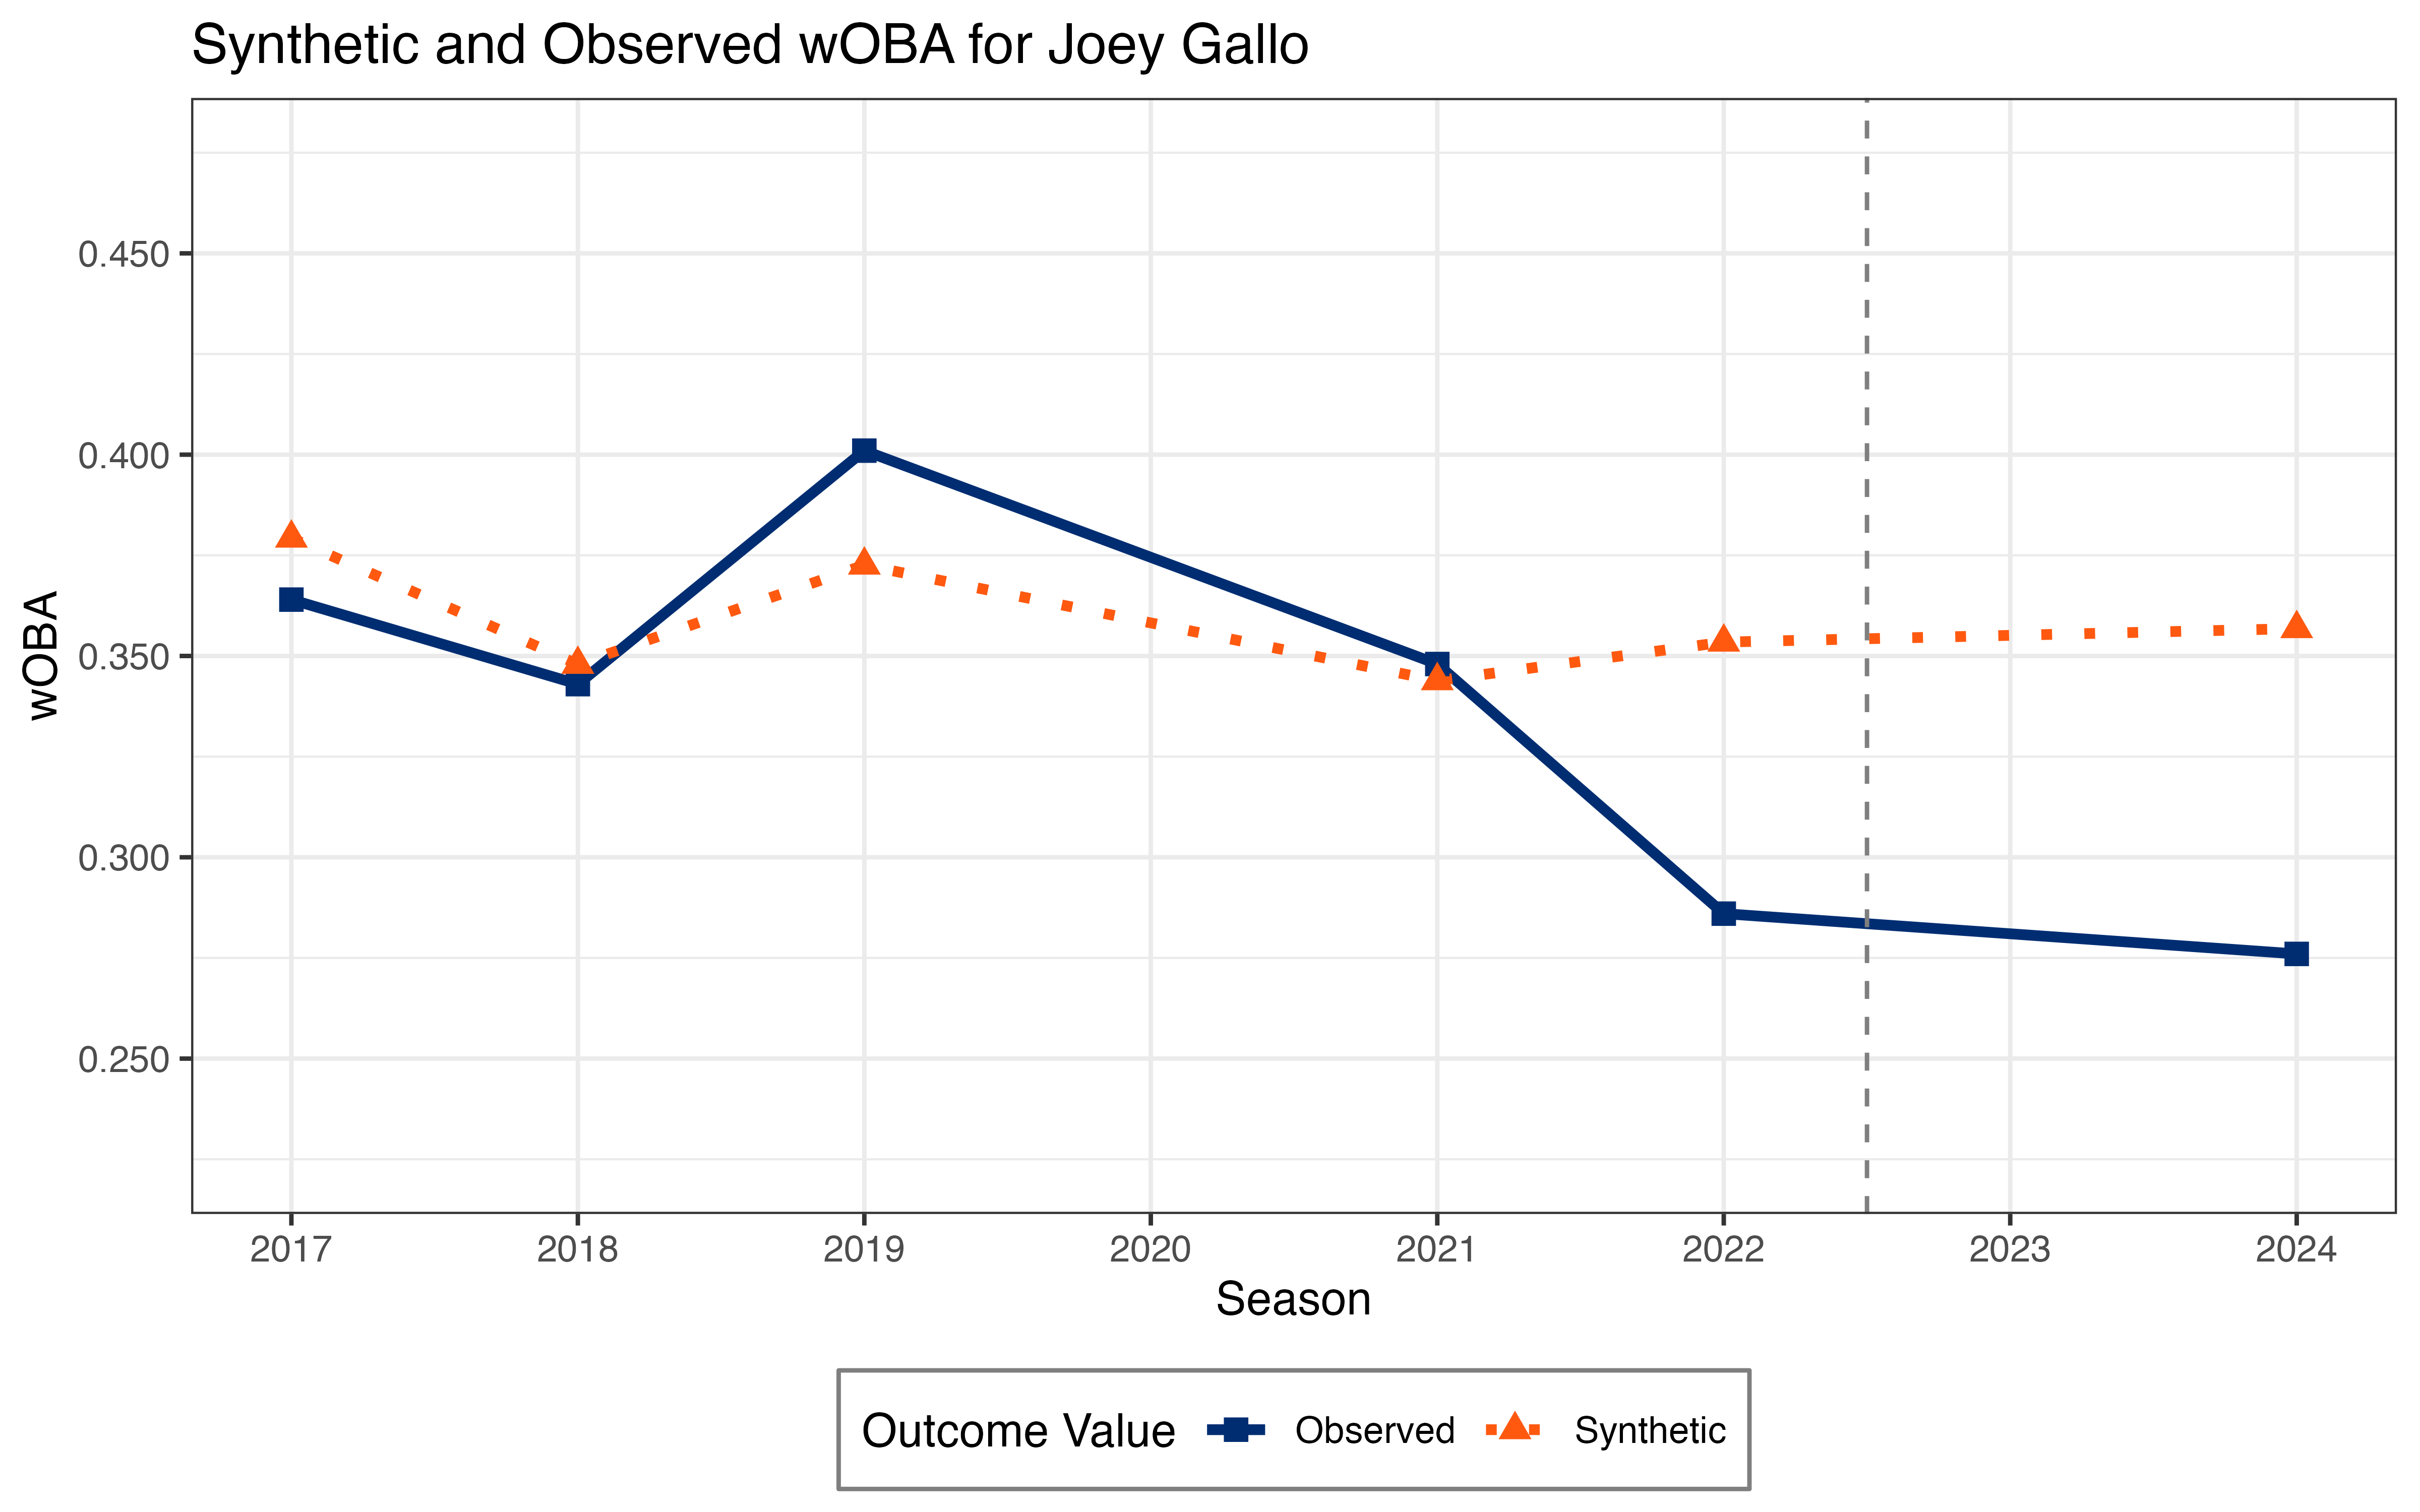 Synthetic and Observed wOBA for Joey Gallo
wOBA
0.450
0.400
0.350
0.300
0.250
2017 2018 2019 2020 2021 2022 2023 2024
Season
Outcome Value Observed Synthetic